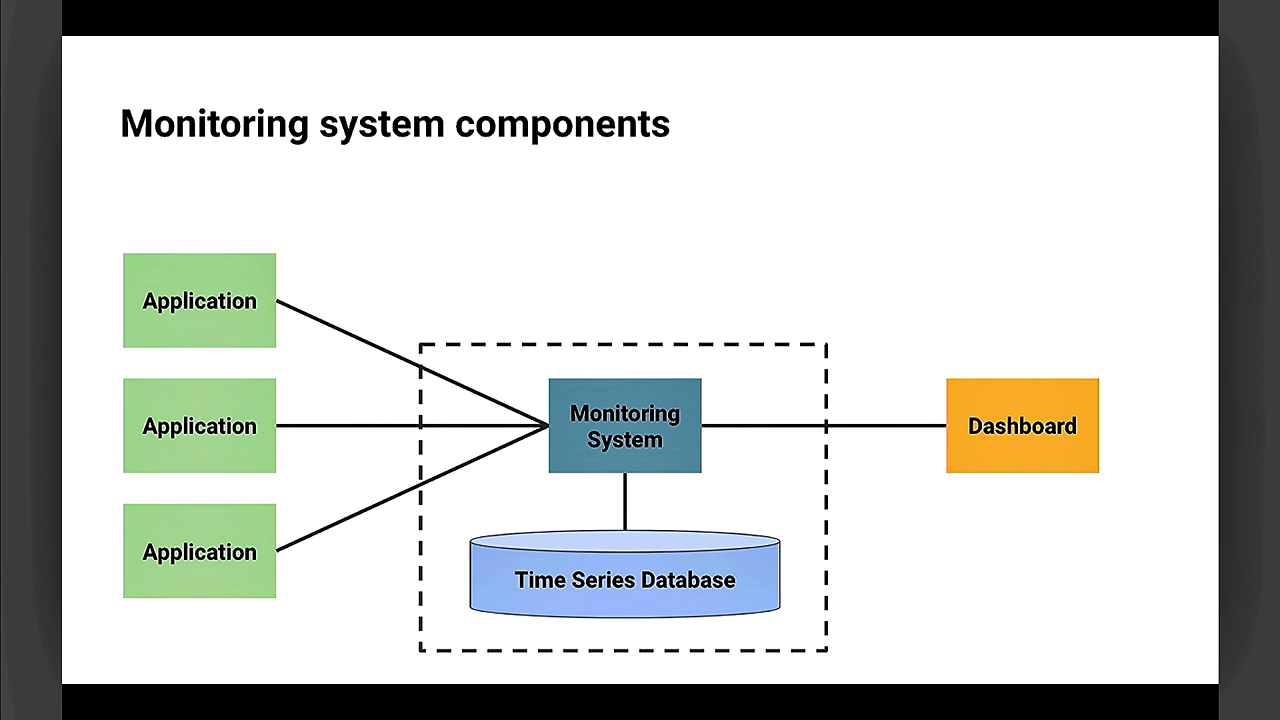 Monitoring system components
Application
Application
Application
Monitoring
System
Time Series Database
Dashboard